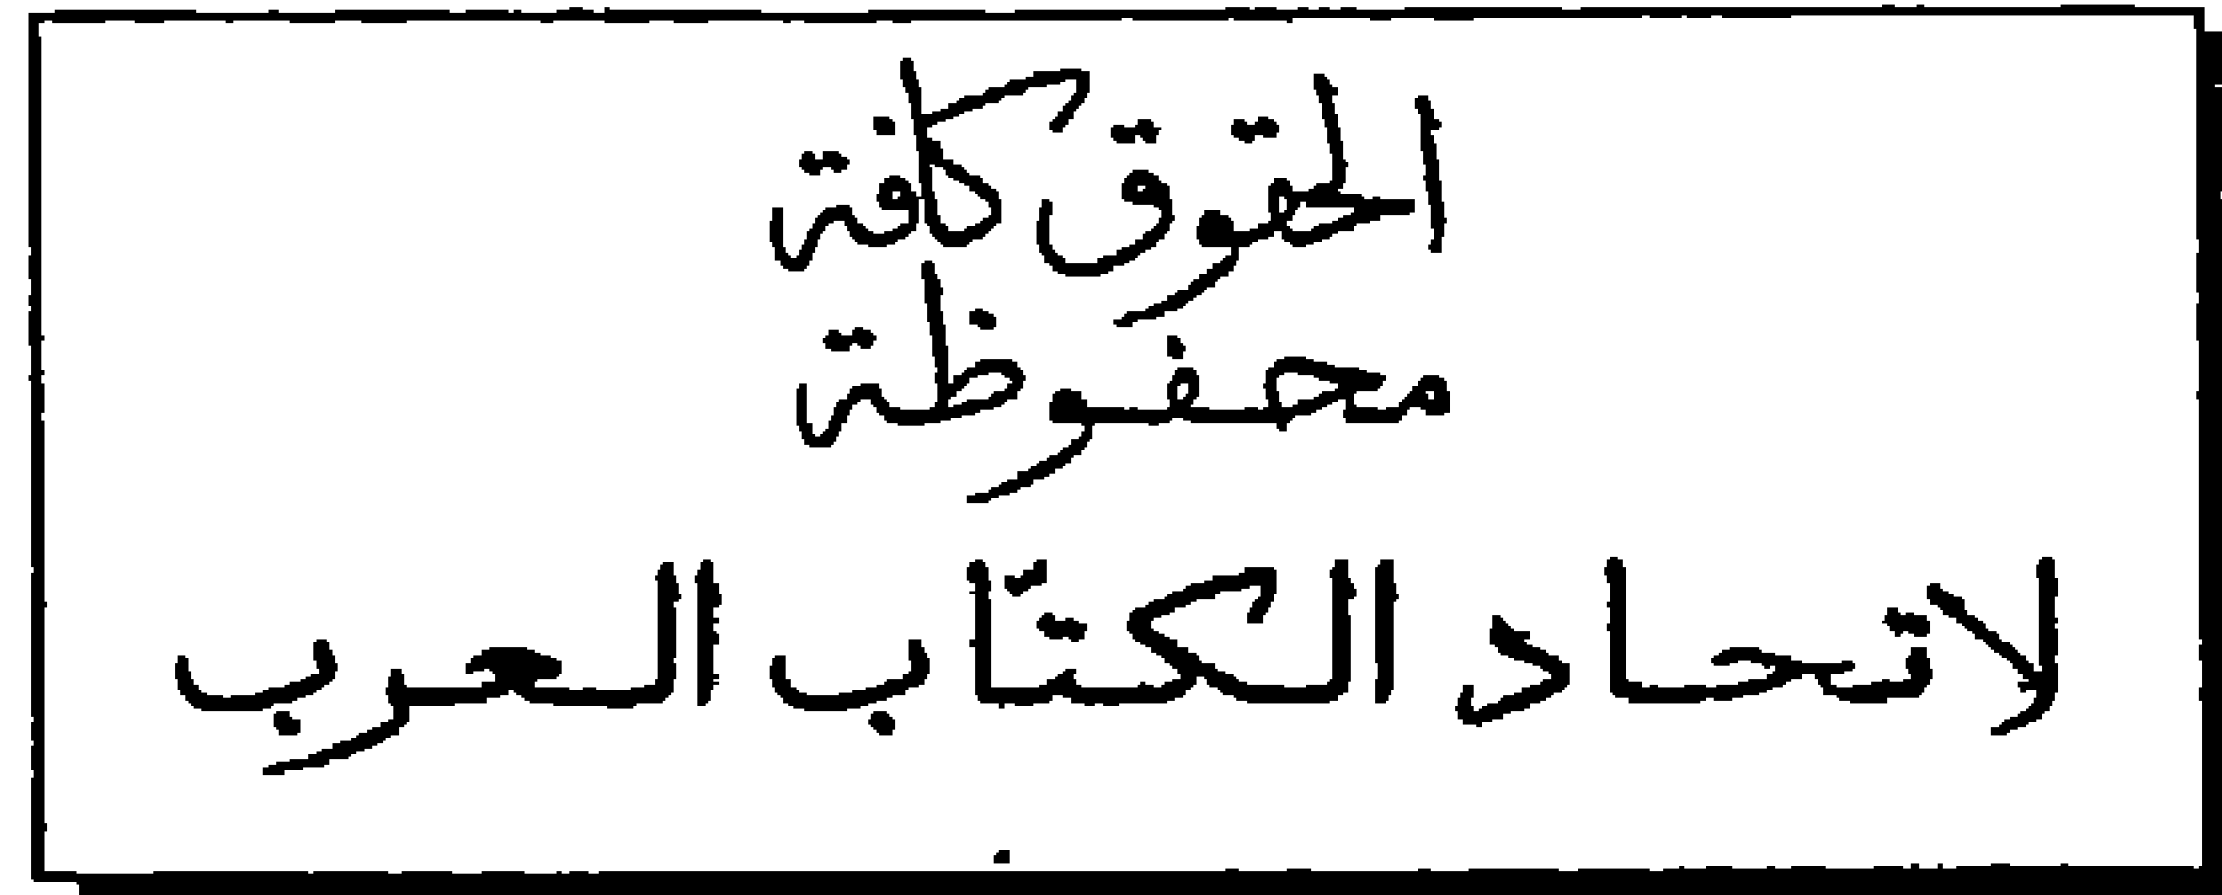 الحقوق كافة
محفوظة
لاتحاد الكتّاب العرب